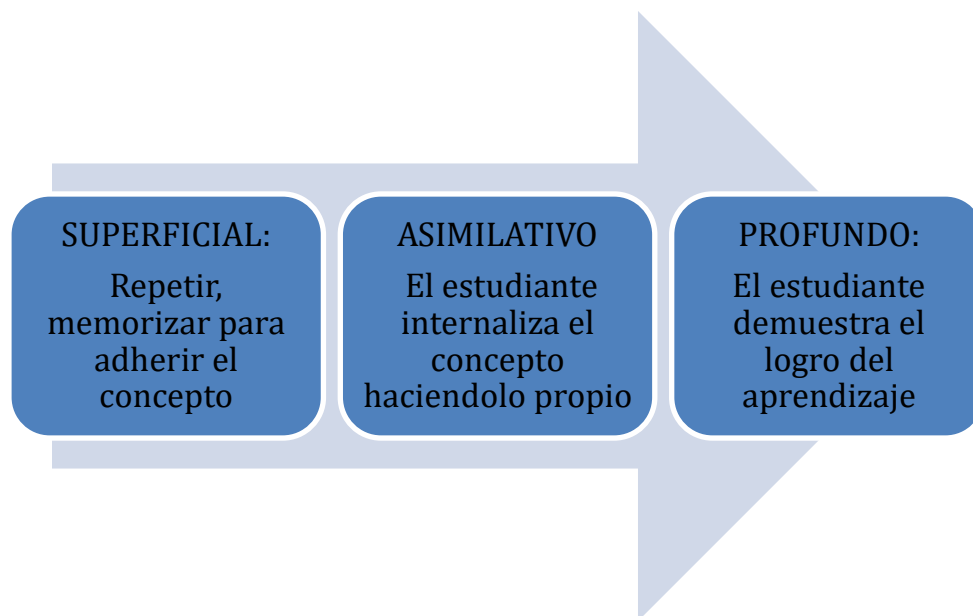 SUPERFICIAL:
Repetir,
memorizar para
adherir el
concepto
ASIMILATIVO
El estudiante
internaliza el
concepto
haciendolo propio
PROFUNDO:
El estudiante
demuestra el
logro del
aprendizaje